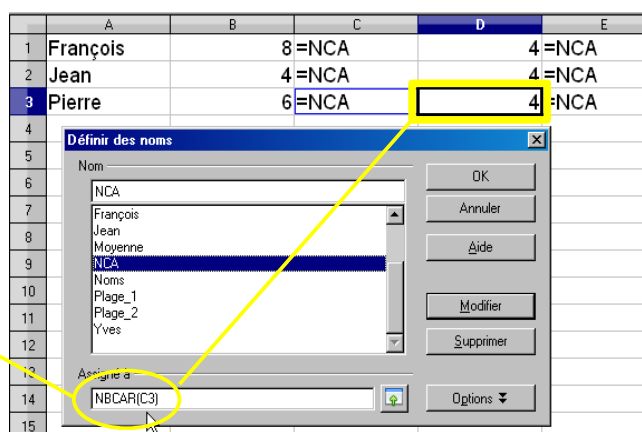 A B C D E
1 François 8 =NCA 4 =NCA
2 Jean 4 =NCA 4 =NCA
3 Pierre 6 =NCA 4 =NCA
4
Définir des noms
5
Nom
6
NCA
OK
7
François
Annuler
Jean
8
Moyenne
Aide
9
NCA
Noms
10
Plage_1
Modifier
11
Plage_2
Yves
12
Supprimer
13
Assigné à
14
NBCAR(C3)
Options
15